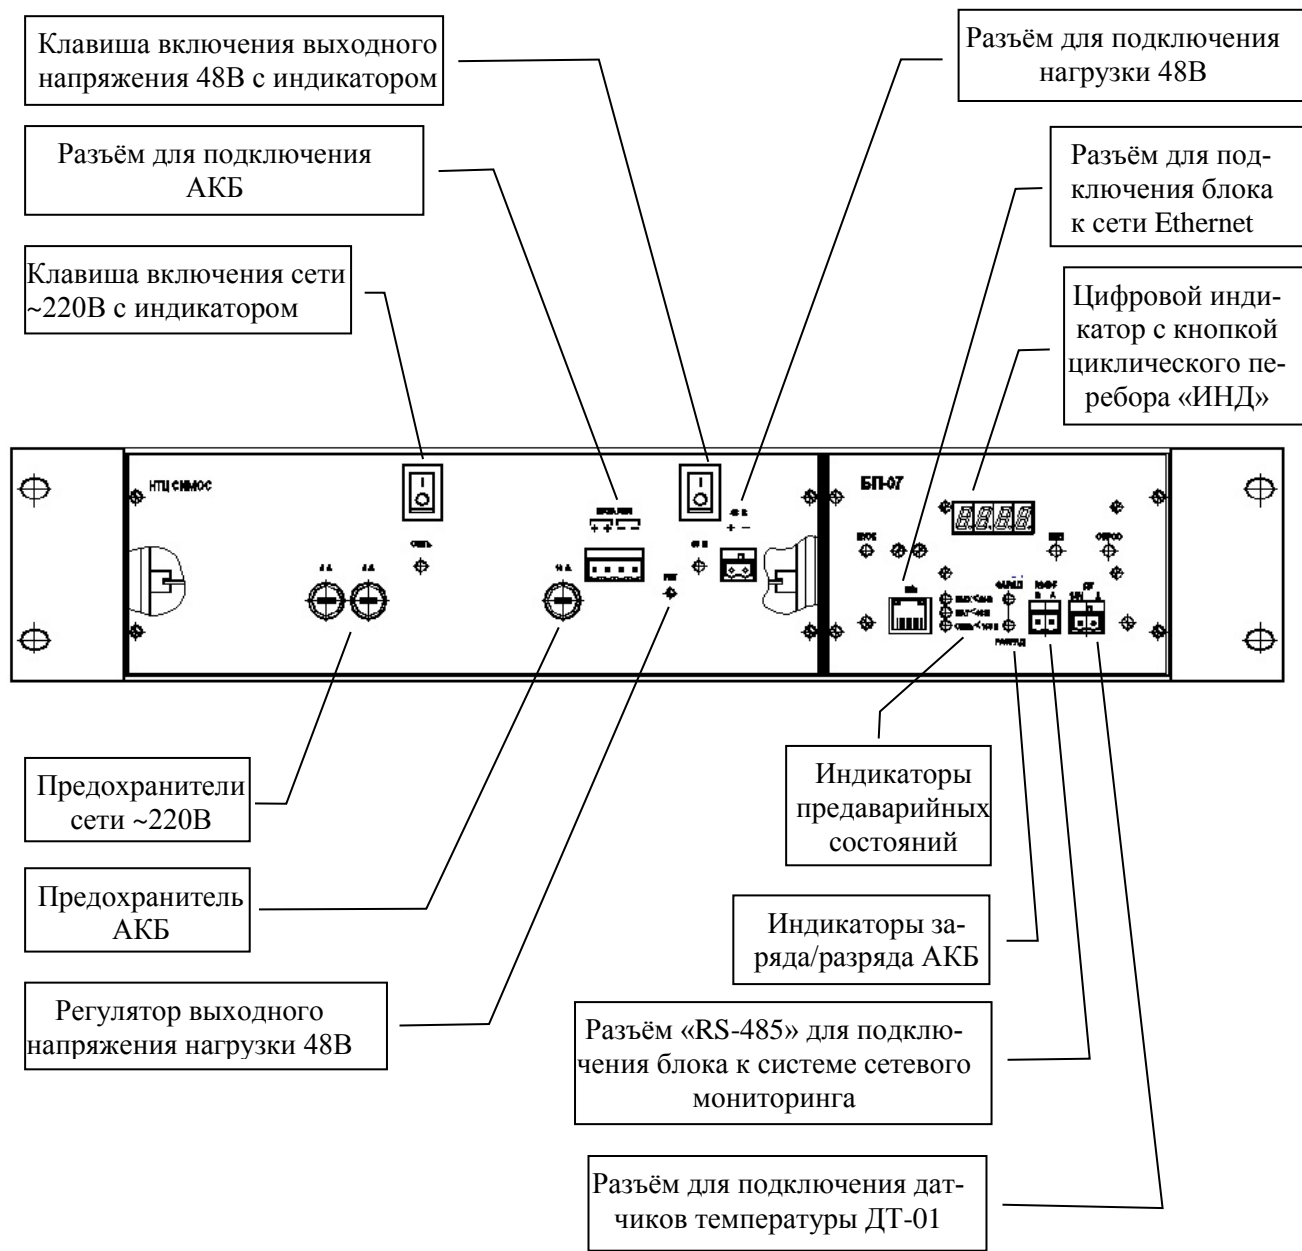 Клавиша включения выходного
напряжения 48В с индикатором
Разъём для подключения
нагрузки 48В
Разъём для подключения
АКБ
Разъём для под-
ключения блока
к сети Ethernet
Клавиша включения сети
~220В с индикатором
Цифровой инди-
катор с кнопкой
циклического пе-
ребора «ИНД»
НТЦ СИМОС
БП-07
+ + − −
+ −
Предохранители
сети ~220В
Индикаторы
предаварийных
состояний
Предохранитель
АКБ
Индикаторы за-
ряда/разряда АКБ
Регулятор выходного
напряжения нагрузки 48В
Разъём «RS-485» для подклю-
чения блока к системе сетевого
мониторинга
Разъём для подключения дат-
чиков температуры ДТ-01